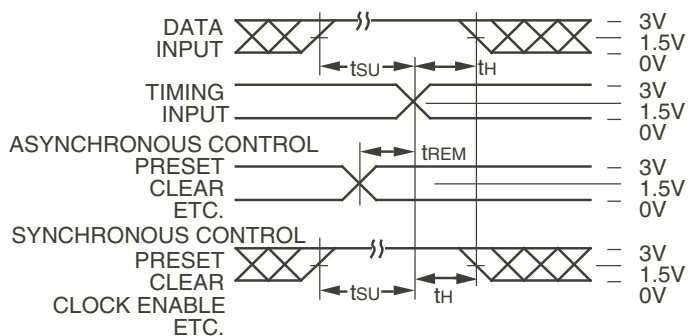 DATA
INPUT
tSU
tH
3V
1.5V
0V
TIMING
INPUT
3V
1.5V
0V
ASYNCHRONOUS CONTROL
PRESET
CLEAR
ETC.
tREM
3V
1.5V
0V
SYNCHRONOUS CONTROL
PRESET
CLEAR
CLOCK ENABLE
ETC.
tSU
tH
3V
1.5V
0V